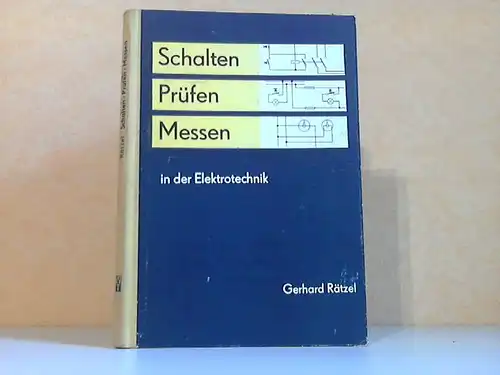 Schalten
Prüfen
Messen
in der Elektrotechnik
Gerhard Rätzel
Rätzel Schalten · Prüfen · Messen